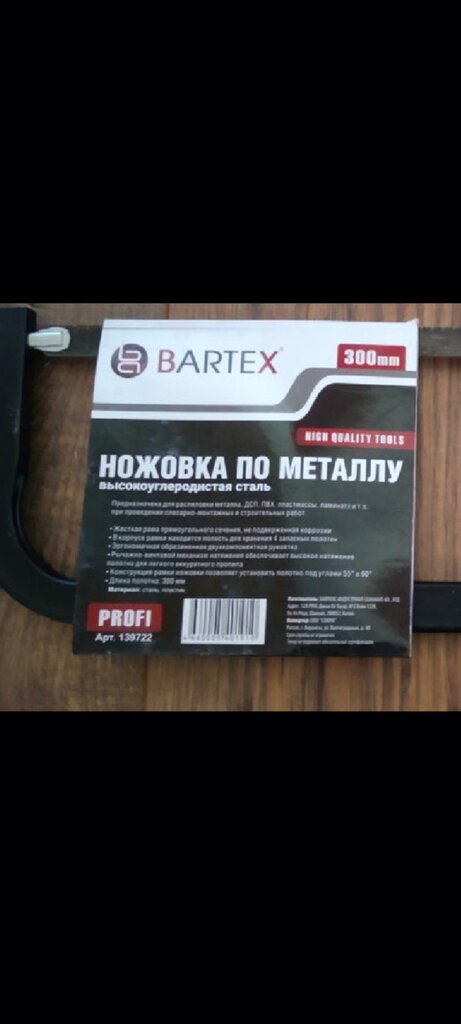 BARTEX
300mm
HIGH QUALITY TOOLS
НОЖОВКА ПО МЕТАЛЛУ
высокоуглеродистая сталь
Предназначена для распиловки металла, ДСП, ПВХ, пластмассы, ламината и т.п.
при проведении слесарно-монтажных и строительных работ
• Жесткая рама прямоугольного сечения, не подверженная коррозии
• В корпусе рамки находится полость для хранения 4 запасных полотен
• Эргономичная обрезиненная двухкомпонентная рукоятка
• Рычажно-винтовой механизм натяжения обеспечивает высокое натяжение
полотна для легкого аккуратного пропила
• Конструкция рамки ножовки позволяет установить полотно под углами 55° и 90°
• Длина полотна: 300 мм
Материал: сталь, пластик
PROFI
Арт. 139722